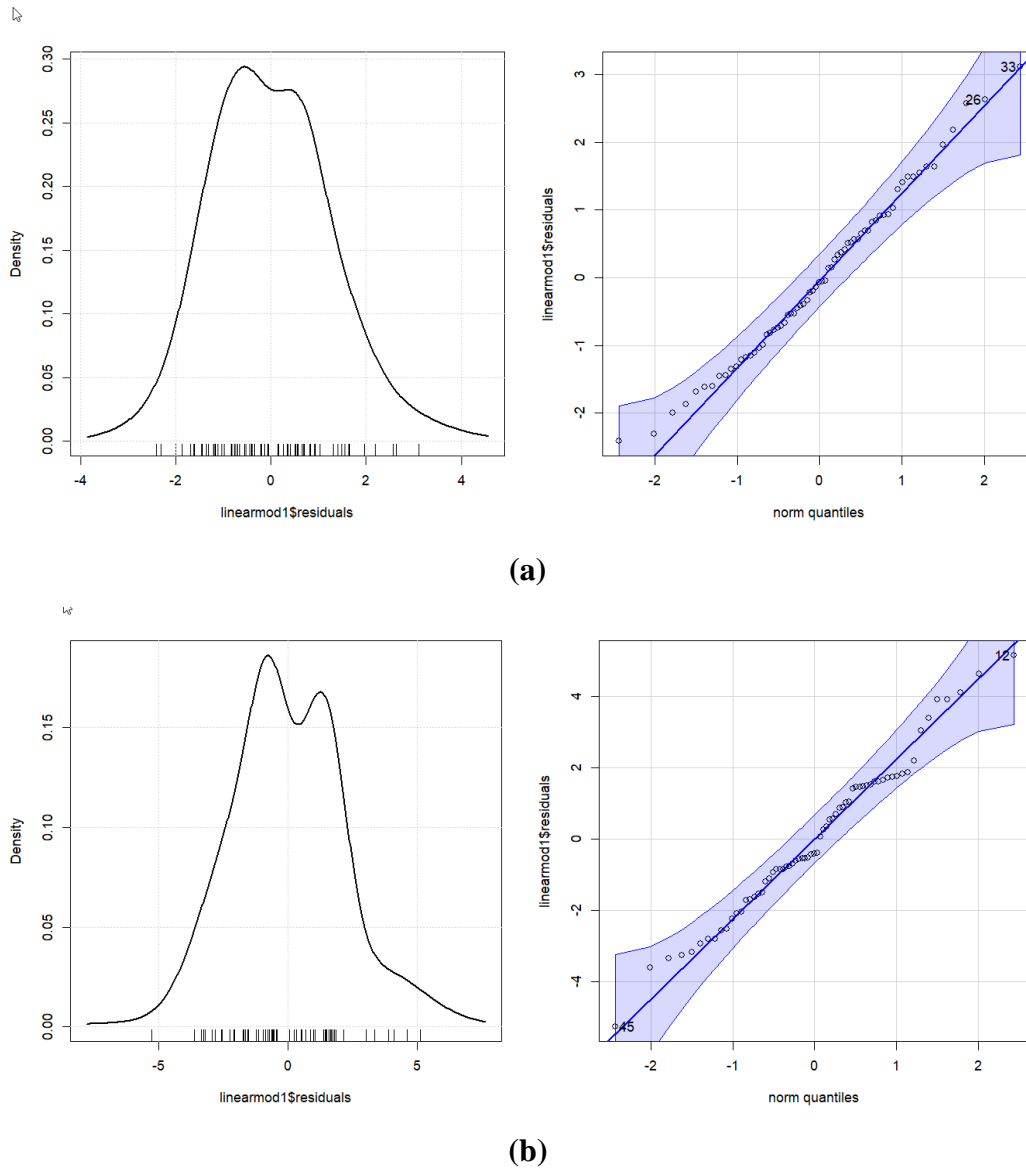 0.30
0.25
0.20
0.15
0.10
0.05
0.00
Density
-4 -2 0 2 4
linearmod1$residuals
3
2
1
0
-1
-2
linearmod1$residuals
33
26
-2 -1 0 1 2
norm quantiles
(a)
0.15
0.10
0.05
0.00
Density
-5 0 5
linearmod1$residuals
4
2
0
-2
-4
linearmod1$residuals
12
45
-2 -1 0 1 2
norm quantiles
(b)